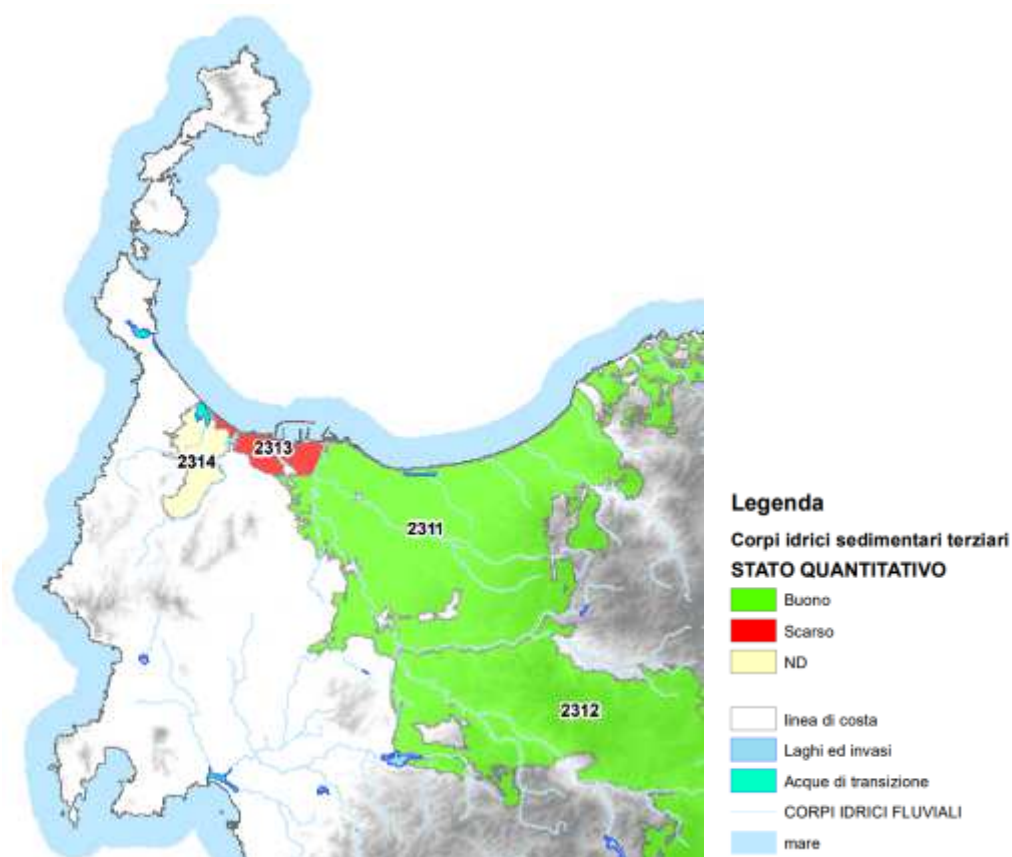 2313
2314
2311
2312
Legenda
Corpi idrici sedimentari terziari
STATO QUANTITATIVO
Buono
Scarso
ND
linea di costa
Laghi ed invasi
Acque di transizione
CORPI IDRICI FLUVIALI
mare